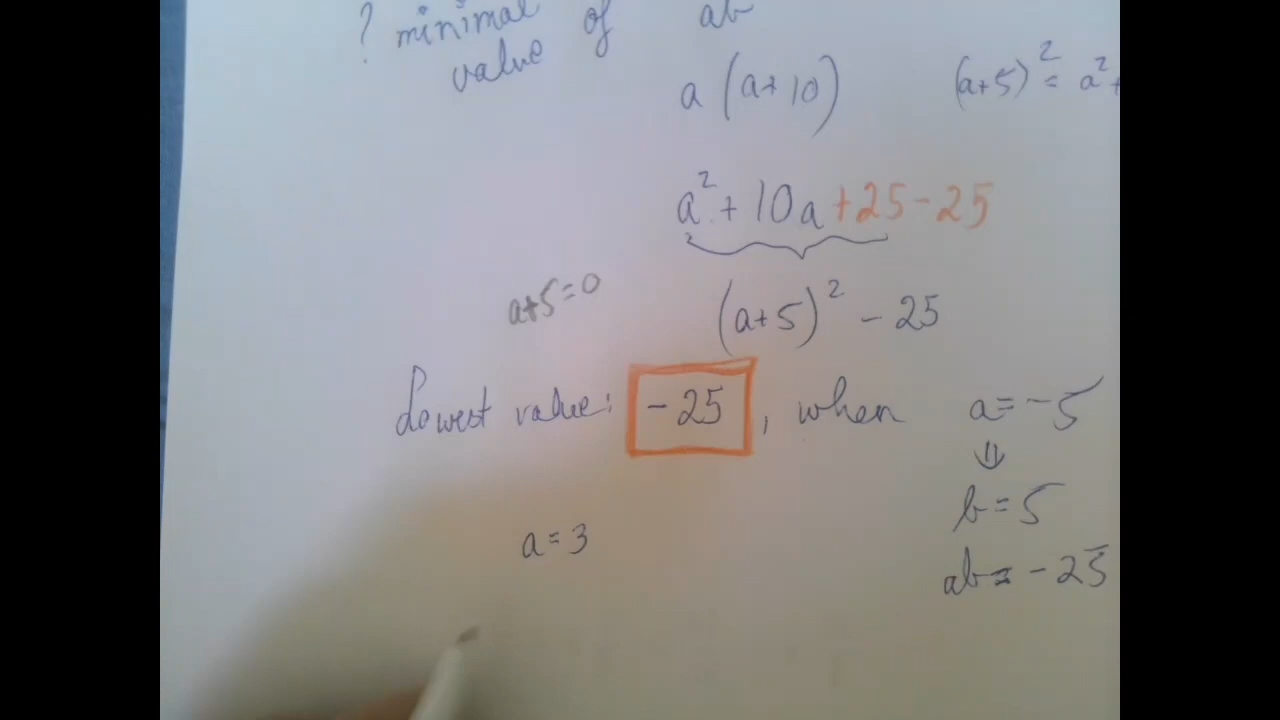 ? minimal value of ab
a (a+10)
(a+5)² = a²+
a² + 10a +25 - 25
a+5=0
(a+5)² - 25
Lowest value: -25, when a=-5
⇓
b=5
a=3
ab=-25